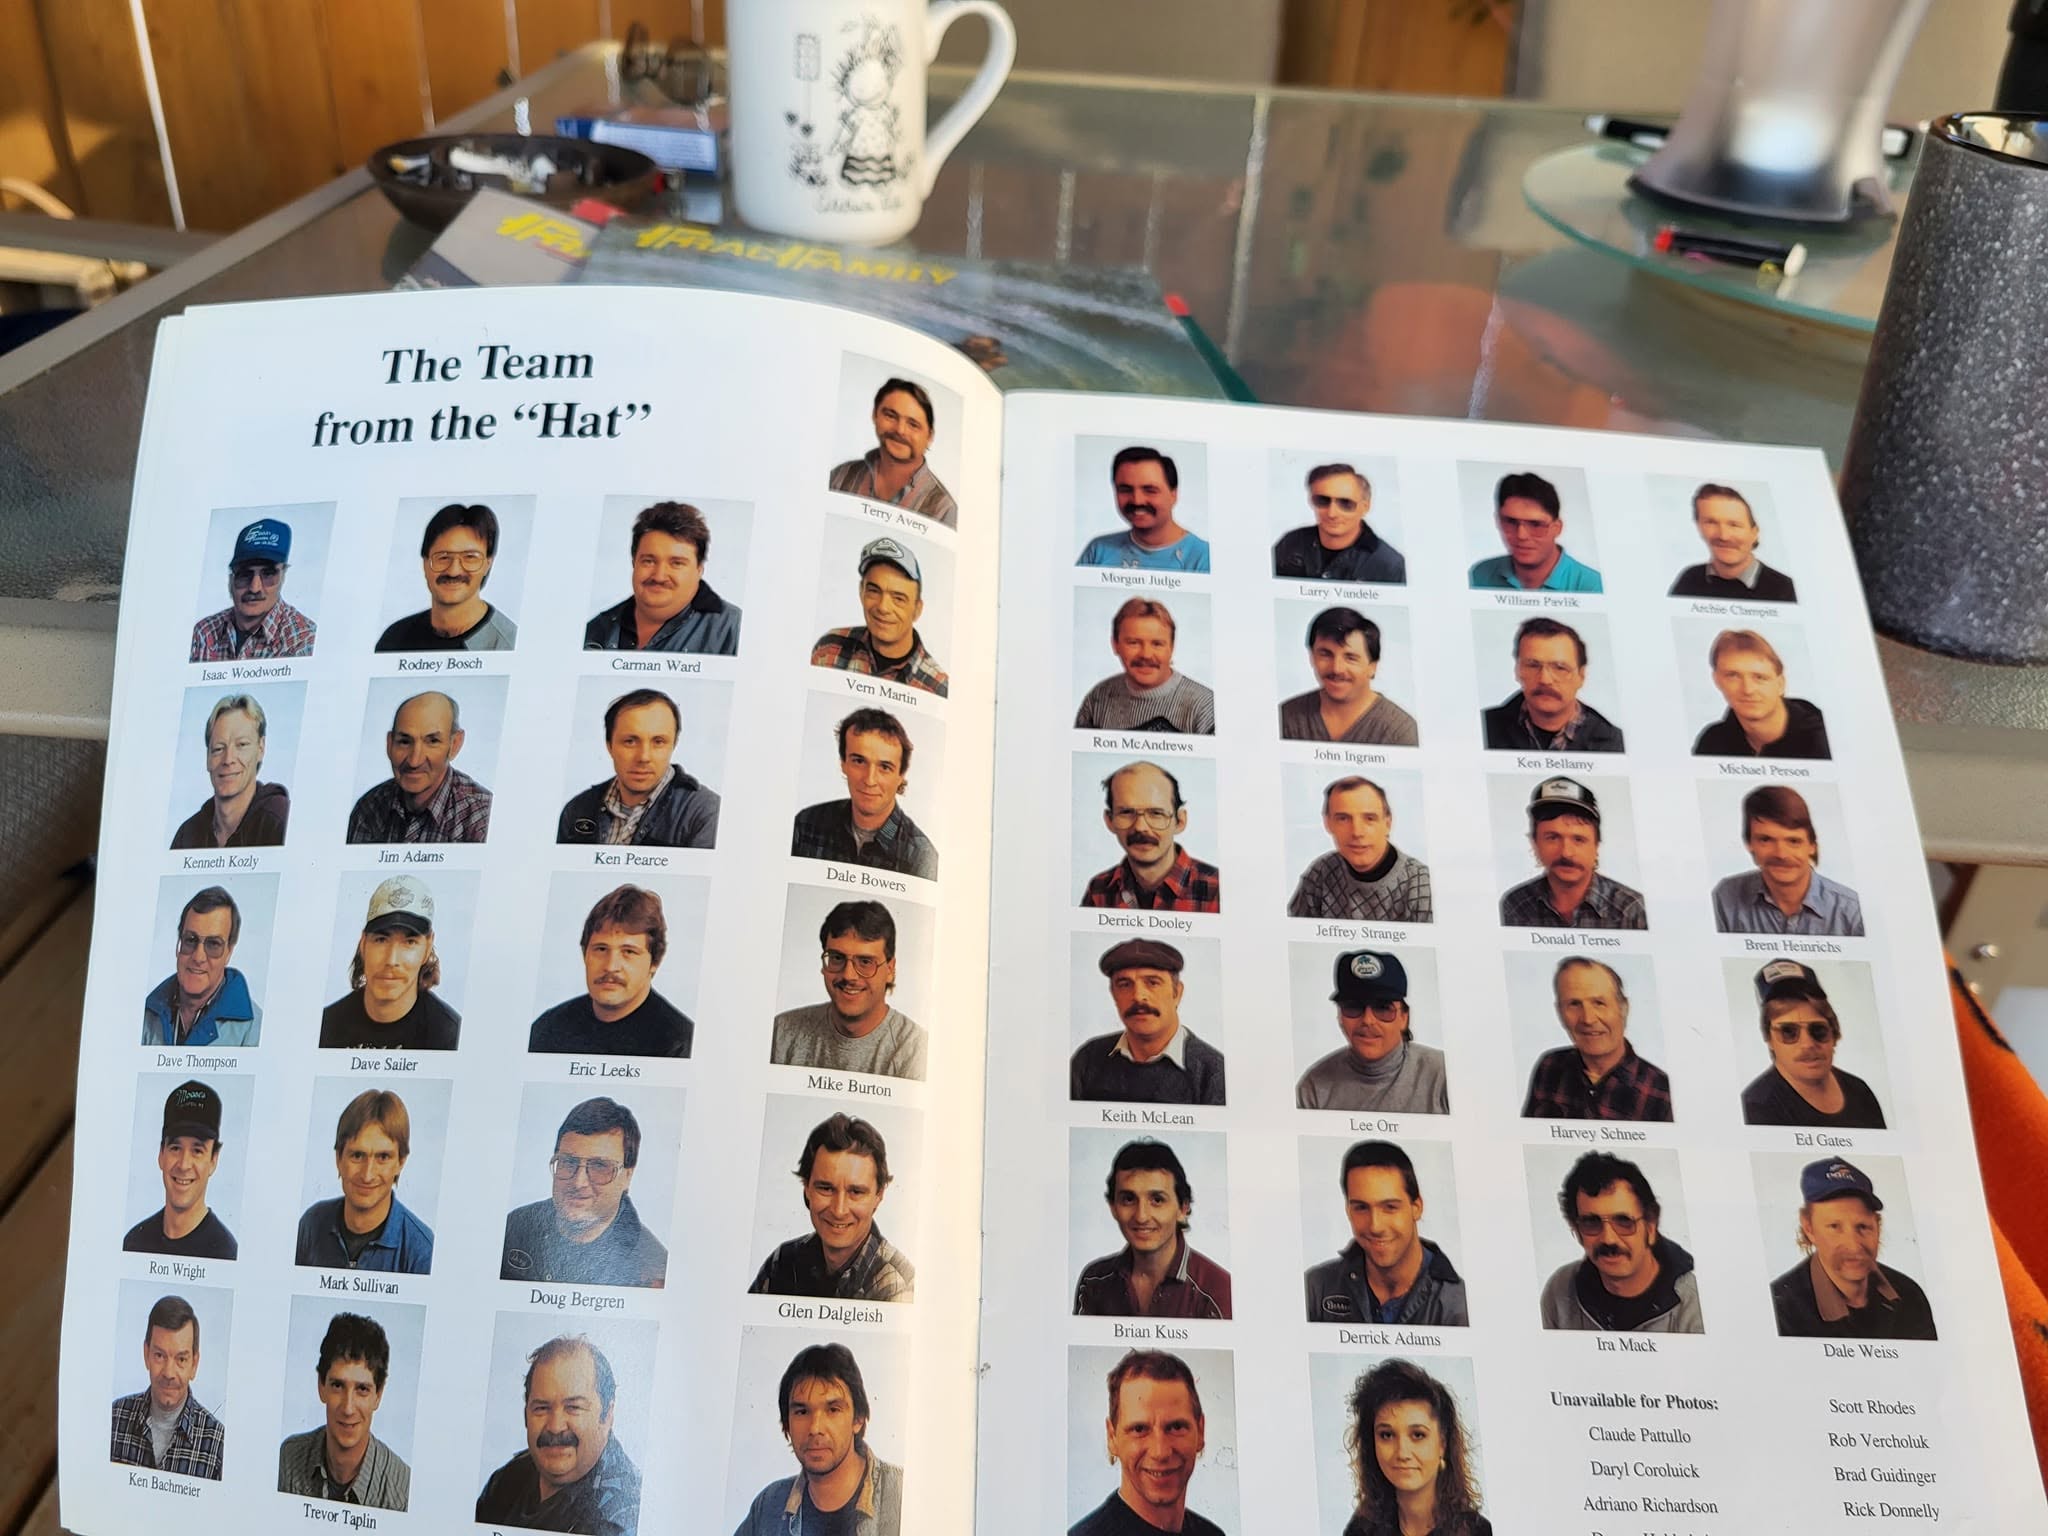 FRAC FAMILY
The Team
from the “Hat”
Terry Avery
Isaac Woodworth
Rodney Bosch
Carman Ward
Vern Martin
Kenneth Kozly
Jim Adams
Ken Pearce
Dale Bowers
Dave Thompson
Dave Sailer
Eric Leeks
Mike Burton
Ron Wright
Mark Sullivan
Doug Bergren
Glen Dalgleish
Ken Bachmeier
Trevor Taplin
Morgan Judge
Larry Vandele
William Pavlik
Archie Clampitt
Ron McAndrews
John Ingram
Ken Bellamy
Michael Person
Derrick Dooley
Jeffrey Strange
Donald Ternes
Brent Heinrichs
Keith McLean
Lee Orr
Harvey Schnee
Ed Gates
Brian Kuss
Derrick Adams
Ira Mack
Dale Weiss
Unavailable for Photos:
Claude Pattullo
Daryl Coroluick
Adriano Richardson
Scott Rhodes
Rob Vercholuk
Brad Guidinger
Rick Donnelly